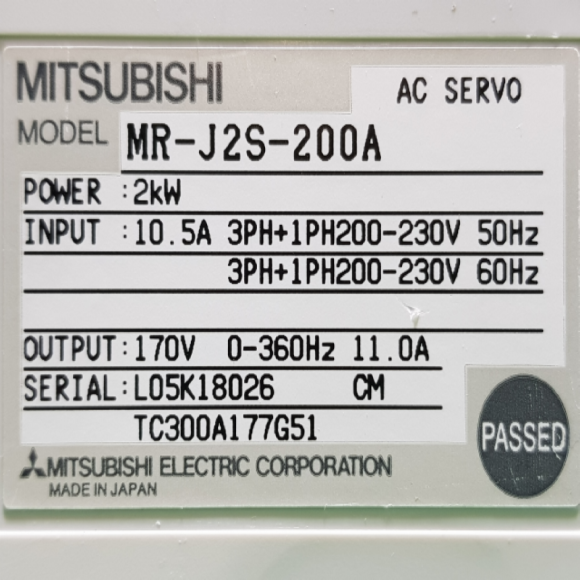 MITSUBISHI
AC SERVO
MODEL MR-J2S-200A
POWER :2kW
INPUT :10.5A 3PH+1PH200-230V 50Hz
3PH+1PH200-230V 60Hz
OUTPUT:170V 0-360Hz 11.0A
SERIAL:L05K18026 CM
TC300A177G51
PASSED
MITSUBISHI ELECTRIC CORPORATION
MADE IN JAPAN